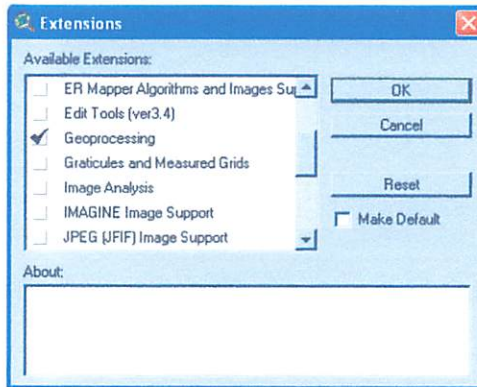 Extensions
Available Extensions:
ER Mapper Algorithms and Images Su
Edit Tools (ver3.4)
Geoprocessing
Graticules and Measured Grids
Image Analysis
IMAGINE Image Support
JPEG (JFIF) Image Support
OK
Cancel
Reset
Make Default
About: